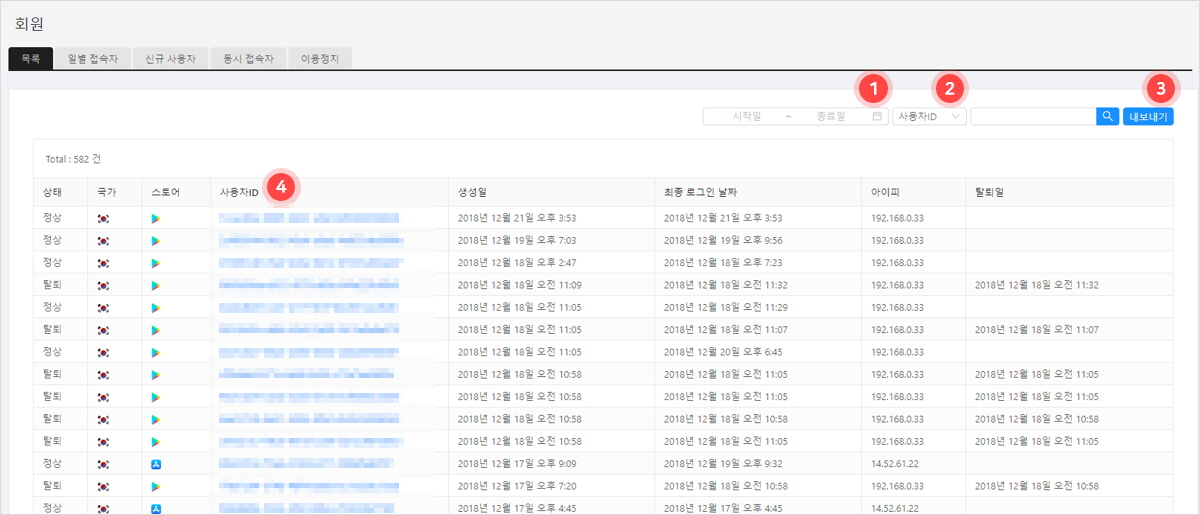 회원
목록 일별 접속자 신규 사용자 동시 접속자 이용정지
1 2 3
시작일 ~ 종료일 사용자ID 내보내기
Total : 582 건
4
상태 국가 스토어 사용자ID 생성일 최종 로그인 날짜 아이피 탈퇴일
정상 2018년 12월 21일 오후 3:53 2018년 12월 21일 오후 3:53 192.168.0.33
정상 2018년 12월 19일 오후 7:03 2018년 12월 19일 오후 9:56 192.168.0.33
정상 2018년 12월 18일 오후 2:47 2018년 12월 18일 오후 7:23 192.168.0.33
탈퇴 2018년 12월 18일 오전 11:09 2018년 12월 18일 오전 11:32 192.168.0.33 2018년 12월 18일 오전 11:32
정상 2018년 12월 18일 오전 11:05 2018년 12월 18일 오전 11:29 192.168.0.33
탈퇴 2018년 12월 18일 오전 11:05 2018년 12월 18일 오전 11:07 192.168.0.33 2018년 12월 18일 오전 11:07
정상 2018년 12월 18일 오전 11:05 2018년 12월 20일 오후 6:45 192.168.0.33
탈퇴 2018년 12월 18일 오전 10:58 2018년 12월 18일 오전 11:05 192.168.0.33 2018년 12월 18일 오전 11:05
탈퇴 2018년 12월 18일 오전 10:58 2018년 12월 18일 오전 11:05 192.168.0.33 2018년 12월 18일 오전 11:05
탈퇴 2018년 12월 18일 오전 10:58 2018년 12월 18일 오전 10:58 192.168.0.33 2018년 12월 18일 오전 10:58
탈퇴 2018년 12월 18일 오전 10:58 2018년 12월 18일 오전 11:05 192.168.0.33 2018년 12월 18일 오전 11:05
정상 2018년 12월 17일 오후 9:09 2018년 12월 19일 오후 9:32 14.52.61.22
탈퇴 2018년 12월 17일 오후 7:20 2018년 12월 18일 오전 10:58 192.168.0.33 2018년 12월 18일 오전 10:58
정상 2018년 12월 17일 오후 4:45 2018년 12월 17일 오후 4:45 14.52.61.22